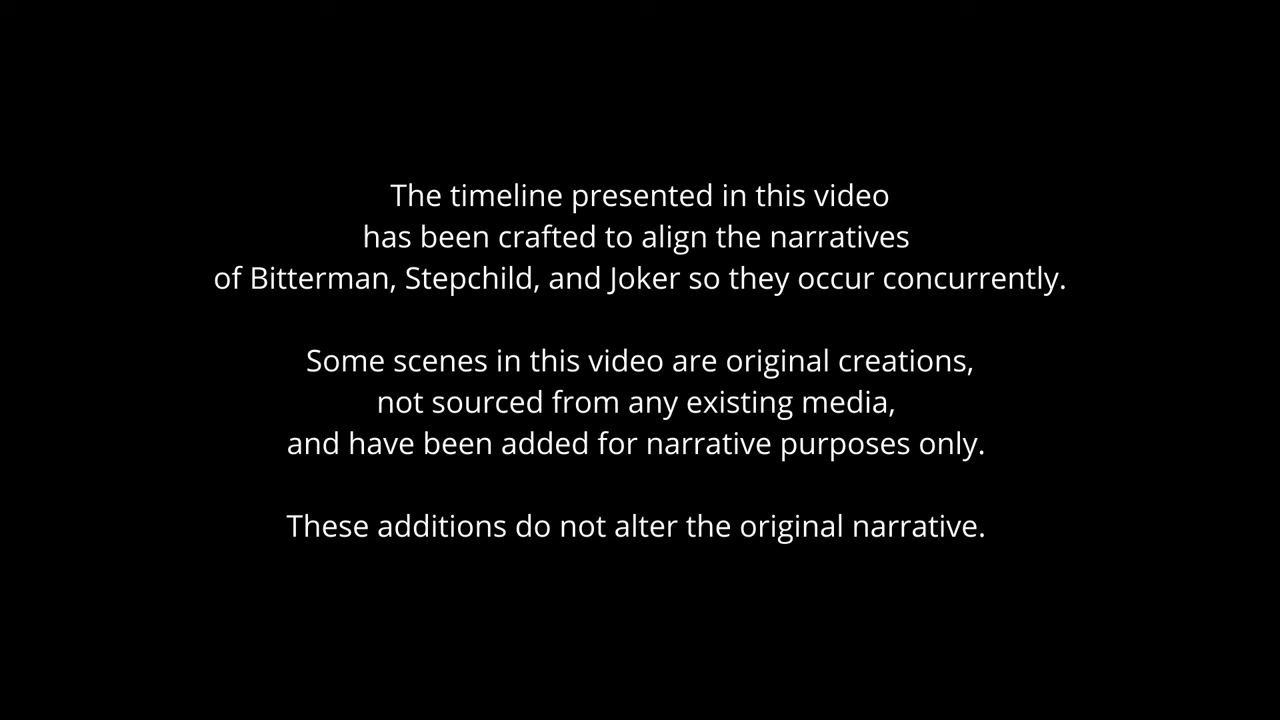 The timeline presented in this video
has been crafted to align the narratives
of Bitterman, Stepchild, and Joker so they occur concurrently.
Some scenes in this video are original creations,
not sourced from any existing media,
and have been added for narrative purposes only.
These additions do not alter the original narrative.